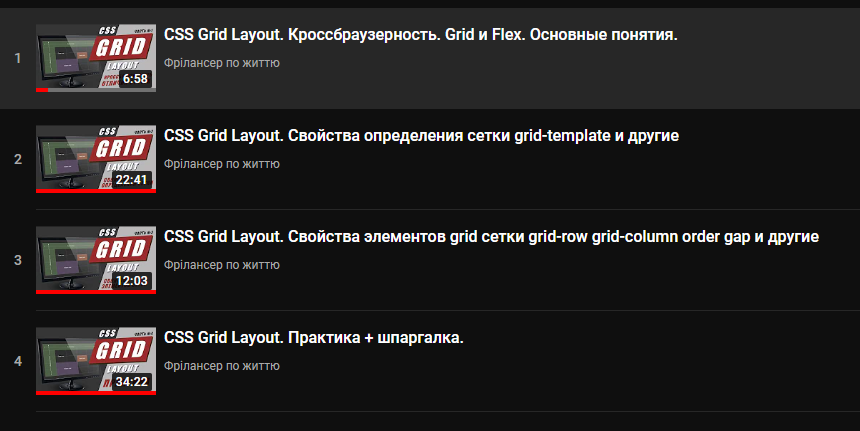 1
CSS
GRID
LAYOUT
6:58
CSS Grid Layout. Кроссбраузерность. Grid и Flex. Основные понятия.
Фрілансер по життю
2
CSS
GRID
LAYOUT
22:41
CSS Grid Layout. Свойства определения сетки grid-template и другие
Фрілансер по життю
3
CSS
GRID
LAYOUT
12:03
CSS Grid Layout. Свойства элементов grid сетки grid-row grid-column order gap и другие
Фрілансер по життю
4
CSS
GRID
LAYOUT
34:22
CSS Grid Layout. Практика + шпаргалка.
Фрілансер по життю